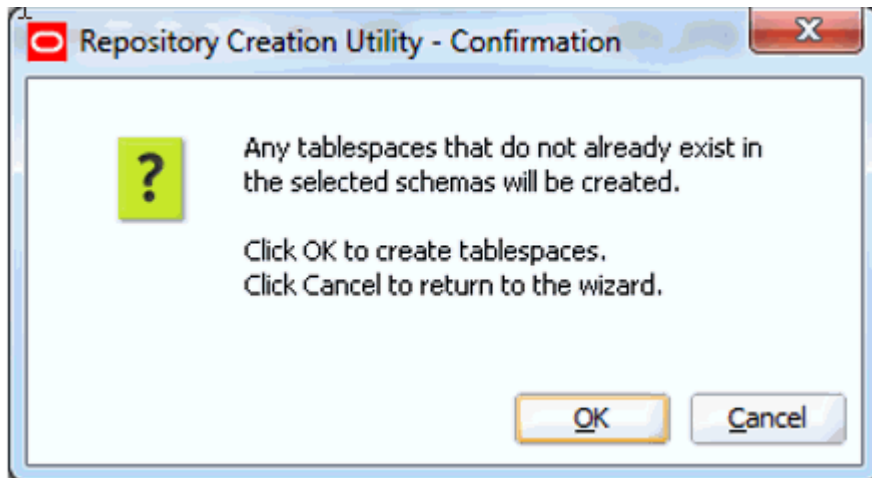 Repository Creation Utility - Confirmation
Any tablespaces that do not already exist in
the selected schemas will be created.
Click OK to create tablespaces.
Click Cancel to return to the wizard.
OK
Cancel